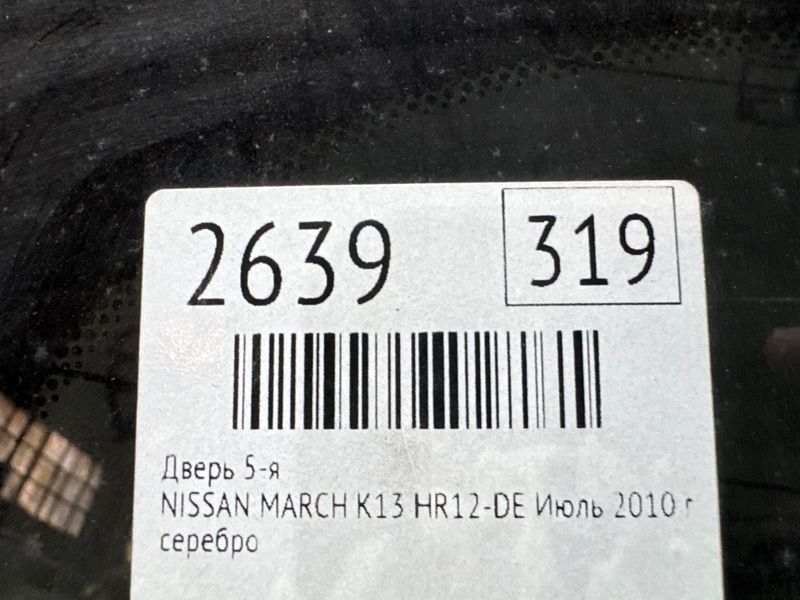 2639 319
Дверь 5-я
NISSAN MARCH K13 HR12-DE Июль 2010 г
серебро